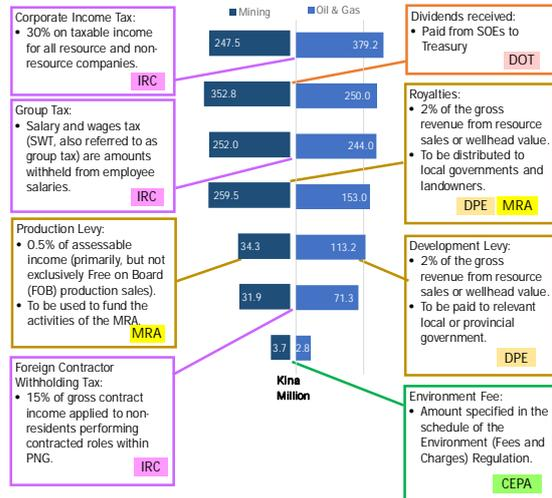 Corporate Income Tax:
• 30% on taxable income
for all resource and non-
resource companies.
IRC
Group Tax:
• Salary and wages tax
(SWT, also referred to as
group tax) are amounts
withheld from employee
salaries.
IRC
Production Levy:
• 0.5% of assessable
income (primarily, but not
exclusively Free on Board
(FOB) production sales).
• To be used to fund the
activities of the MRA.
MRA
Foreign Contractor
Withholding Tax:
• 15% of gross contract
income applied to non-
residents performing
contracted roles within
PNG.
IRC
Mining Oil & Gas
247.5 379.2
352.8 250.0
252.0 244.0
259.5 153.0
34.3 113.2
31.9 71.3
3.7 2.8
Kina
Million
Dividends received:
• Paid from SOEs to
Treasury
DOT
Royalties:
• 2% of the gross
revenue from resource
sales or wellhead value.
• To be distributed to
local governments and
landowners.
DPE MRA
Development Levy:
• 2% of the gross
revenue from resource
sales or wellhead value.
• To be paid to relevant
local or provincial
government.
DPE
Environment Fee:
• Amount specified in the
schedule of the
Environment (Fees and
Charges) Regulation.
CEPA